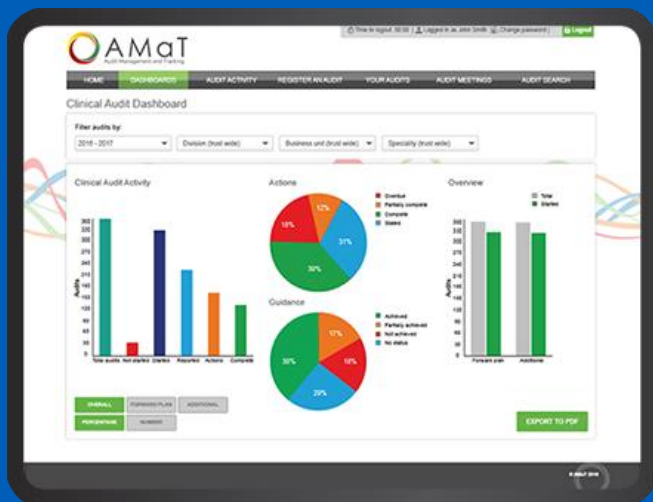 Time to logout: 00:00 | Logged in as John Smith | Change password | Logout
AMaT
Audit Management and Tracking
HOME DASHBOARDS AUDIT ACTIVITY REGISTER AN AUDIT YOUR AUDITS AUDIT MEETINGS AUDIT SEARCH
Clinical Audit Dashboard
Filter audits by:
2016 - 2017 Division (trust wide) Business unit (trust wide) Speciality (trust wide)
Clinical Audit Activity
Audits
Total audits Not started Started Reported Actions Complete
Actions
12%
18%
31%
Overdue
Partially complete
Complete
Stated
Guidance
17%
18%
29%
Achieved
Partially achieved
Not achieved
No status
Overview
Total
Started
Audits
Forward plan Additional
OVERALL FORWARD PLAN ADDITIONAL
PERCENTAGE NUMBER
EXPORT TO PDF